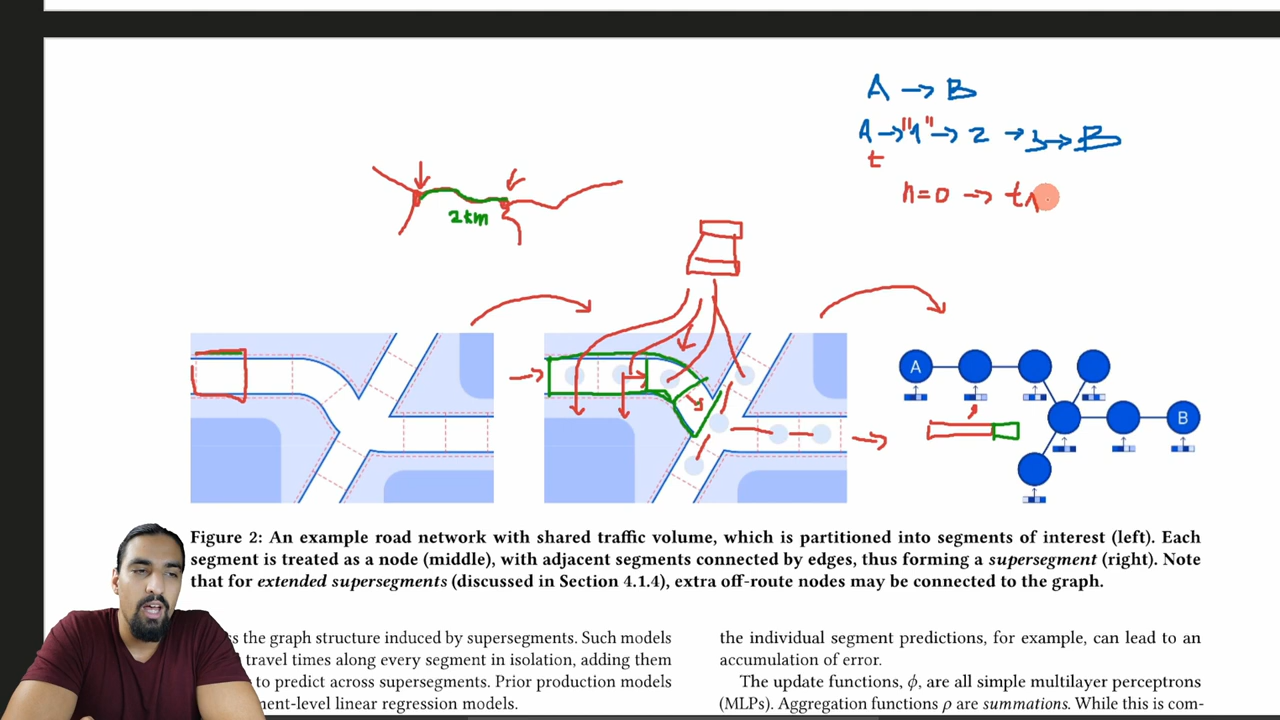 A → B
A → "1" → 2 → 3 → B
t
h=0 → t
2km
A
B
Figure 2: An example road network with shared traffic volume, which is partitioned into segments of interest (left). Each
segment is treated as a node (middle), with adjacent segments connected by edges, thus forming a supersegment (right). Note
that for extended supersegments (discussed in Section 4.1.4), extra off-route nodes may be connected to the graph.
the graph structure induced by supersegments. Such models
travel times along every segment in isolation, adding them
to predict across supersegments. Prior production models
linear regression models.
the individual segment predictions, for example, can lead to an
accumulation of error.
The update functions, ϕ, are all simple multilayer perceptrons
(MLPs). Aggregation functions ρ are summations. While this is com-